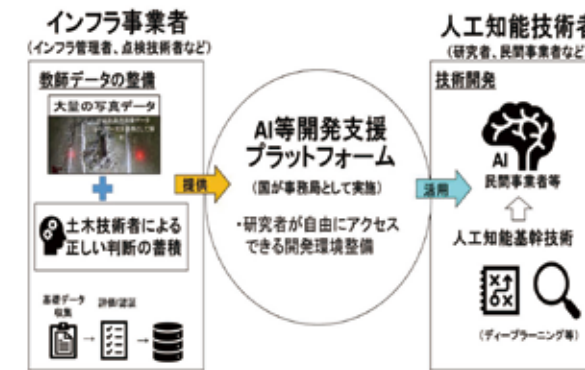 インフラ事業者
(インフラ管理者、点検技術者など)
教師データの整備
大量の写真データ
土木技術者による
正しい判断の蓄積
基礎データ
収集
評価/認証
提供
AI等開発支援
プラットフォーム
(国が事務局として実施)
・研究者が自由にアクセス
できる開発環境整備
活用
人工知能技術者
(研究者、民間事業者など
技術開発
AI
民間事業者等
人工知能基幹技術
(ディープラーニング等)